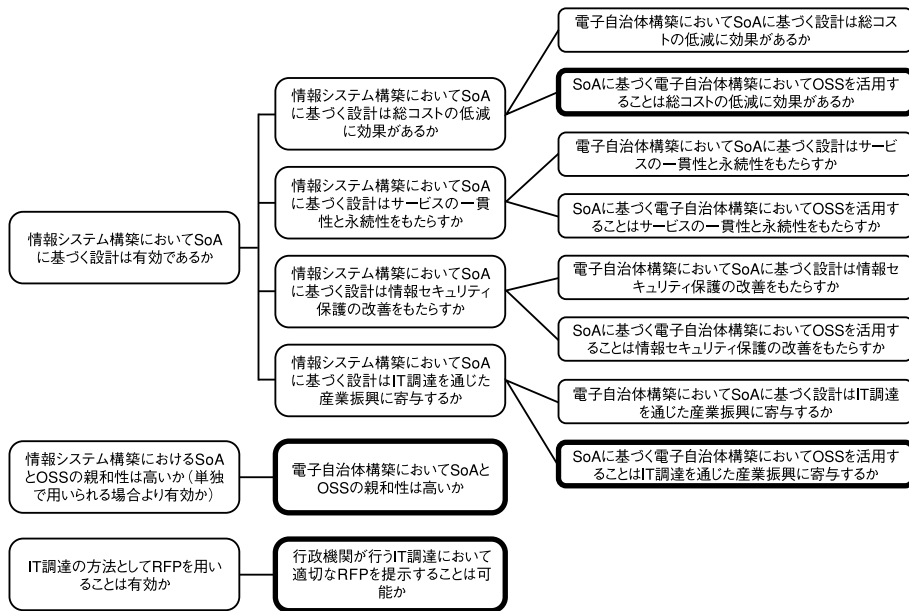 電子自治体構築においてSoAに基づく設計は総コス
トの低減に効果があるか
SoAに基づく電子自治体構築においてOSSを活用す
ることは総コストの低減に効果があるか
情報システム構築においてSoA
に基づく設計は総コストの低減
に効果があるか
電子自治体構築においてSoAに基づく設計はサービ
スの一貫性と永続性をもたらすか
情報システム構築においてSoA
に基づく設計はサービスの一貫
性と永続性をもたらすか
SoAに基づく電子自治体構築においてOSSを活用す
ることはサービスの一貫性と永続性をもたらすか
情報システム構築においてSoA
に基づく設計は有効であるか
電子自治体構築においてSoAに基づく設計は情報セ
キュリティ保護の改善をもたらすか
情報システム構築においてSoA
に基づく設計は情報セキュリティ
保護の改善をもたらすか
SoAに基づく電子自治体構築においてOSSを活用す
ることは情報セキュリティ保護の改善をもたらすか
情報システム構築においてSoA
に基づく設計はIT調達を通じた
産業振興に寄与するか
電子自治体構築においてSoAに基づく設計はIT調達
を通じた産業振興に寄与するか
SoAに基づく電子自治体構築においてOSSを活用す
ることはIT調達を通じた産業振興に寄与するか
情報システム構築におけるSoA
とOSSの親和性は高いか（単独
で用いられる場合より有効か）
電子自治体構築においてSoAと
OSSの親和性は高いか
IT調達の方法としてRFPを用い
ることは有効か
行政機関が行うIT調達において
適切なRFPを提示することは可
能か